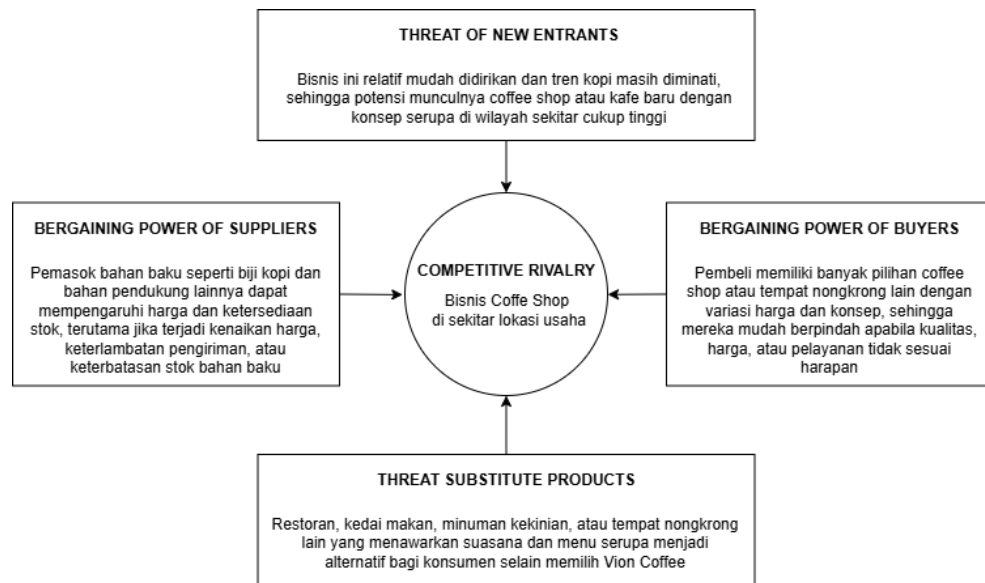 THREAT OF NEW ENTRANTS
Bisnis ini relatif mudah didirikan dan tren kopi masih diminati,
sehingga potensi munculnya coffee shop atau kafe baru dengan
konsep serupa di wilayah sekitar cukup tinggi
BERGAINING POWER OF SUPPLIERS
Pemasok bahan baku seperti biji kopi dan
bahan pendukung lainnya dapat
mempengaruhi harga dan ketersediaan
stok, terutama jika terjadi kenaikan harga,
keterlambatan pengiriman, atau
keterbatasan stok bahan baku
COMPETITIVE RIVALRY
Bisnis Coffe Shop
di sekitar lokasi usaha
BERGAINING POWER OF BUYERS
Pembeli memiliki banyak pilihan coffee
shop atau tempat nongkrong lain dengan
variasi harga dan konsep, sehingga
mereka mudah berpindah apabila kualitas,
harga, atau pelayanan tidak sesuai
harapan
THREAT SUBSTITUTE PRODUCTS
Restoran, kedai makan, minuman kekinian, atau tempat nongkrong
lain yang menawarkan suasana dan menu serupa menjadi
alternatif bagi konsumen selain memilih Vion Coffee